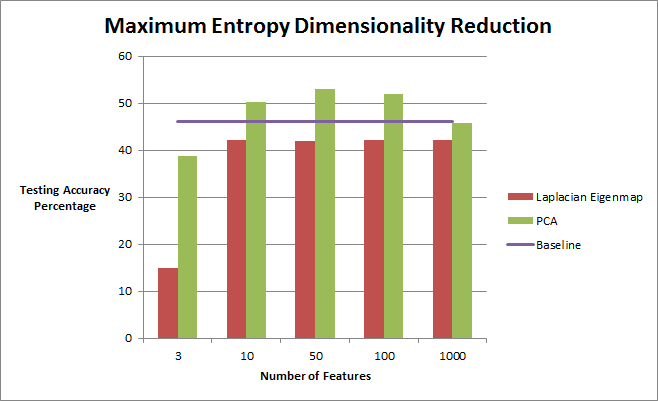 Maximum Entropy Dimensionality Reduction
60
50
40
30
20
10
0
Testing Accuracy
Percentage
3 10 50 100 1000
Number of Features
Laplacian Eigenmap
PCA
Baseline